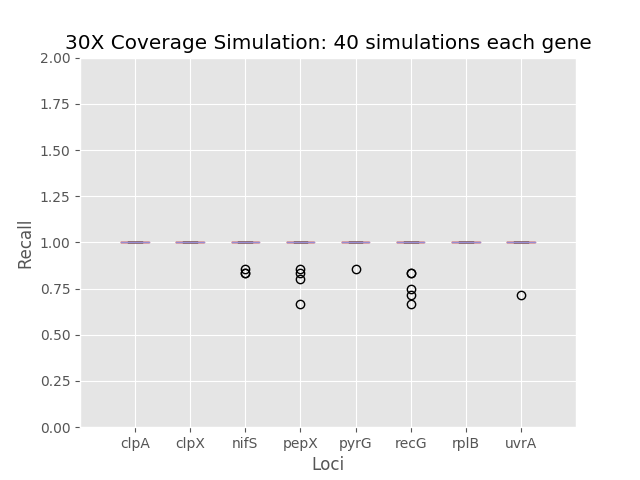 30X Coverage Simulation: 40 simulations each gene
2.00
1.75
1.50
1.25
1.00
0.75
0.50
0.25
0.00
Recall
clpA clpX nifS pepX pyrG recG rplB uvrA
Loci